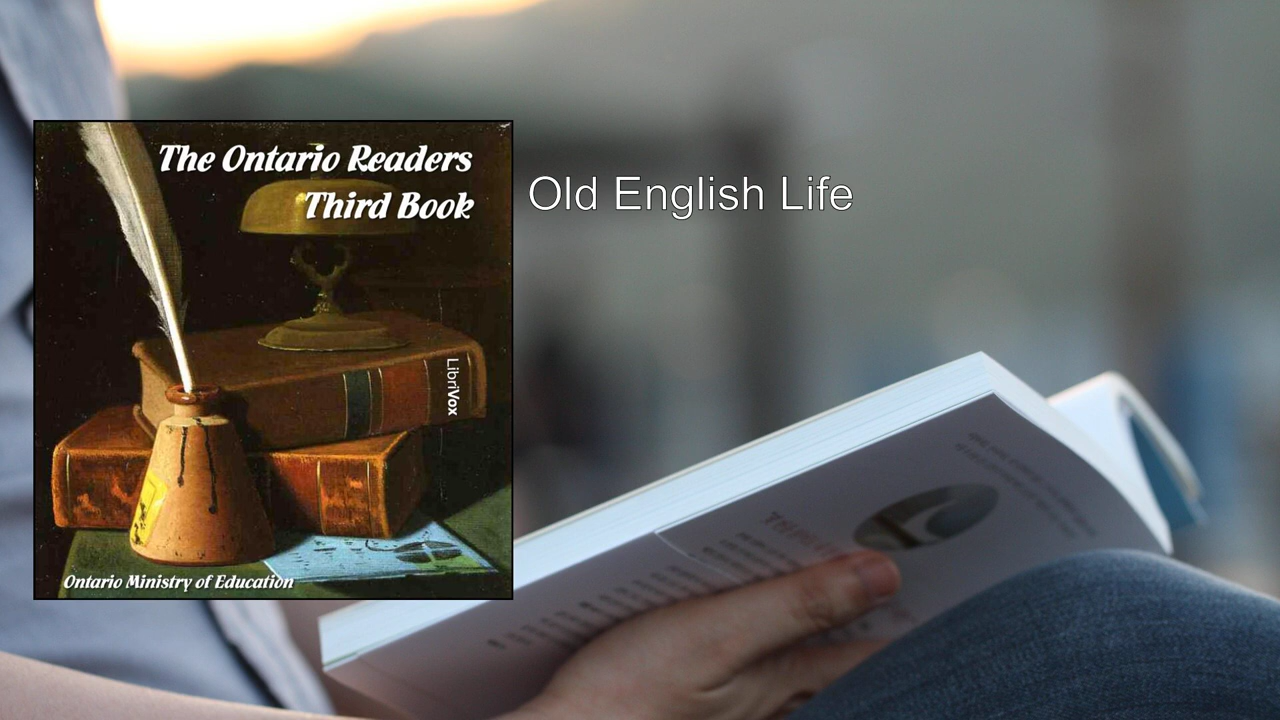 The Ontario Readers
Third Book
LibriVox
Ontario Ministry of Education
Old English Life